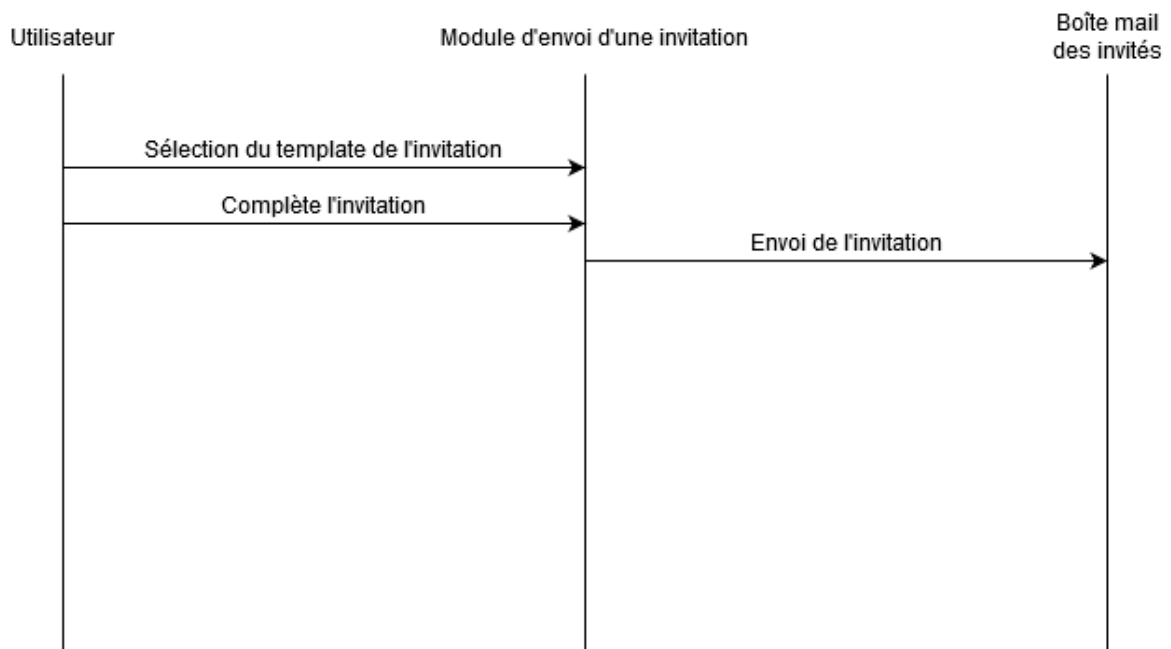 Utilisateur
Module d'envoi d'une invitation
Boîte mail
des invités
Sélection du template de l'invitation
Complète l'invitation
Envoi de l'invitation